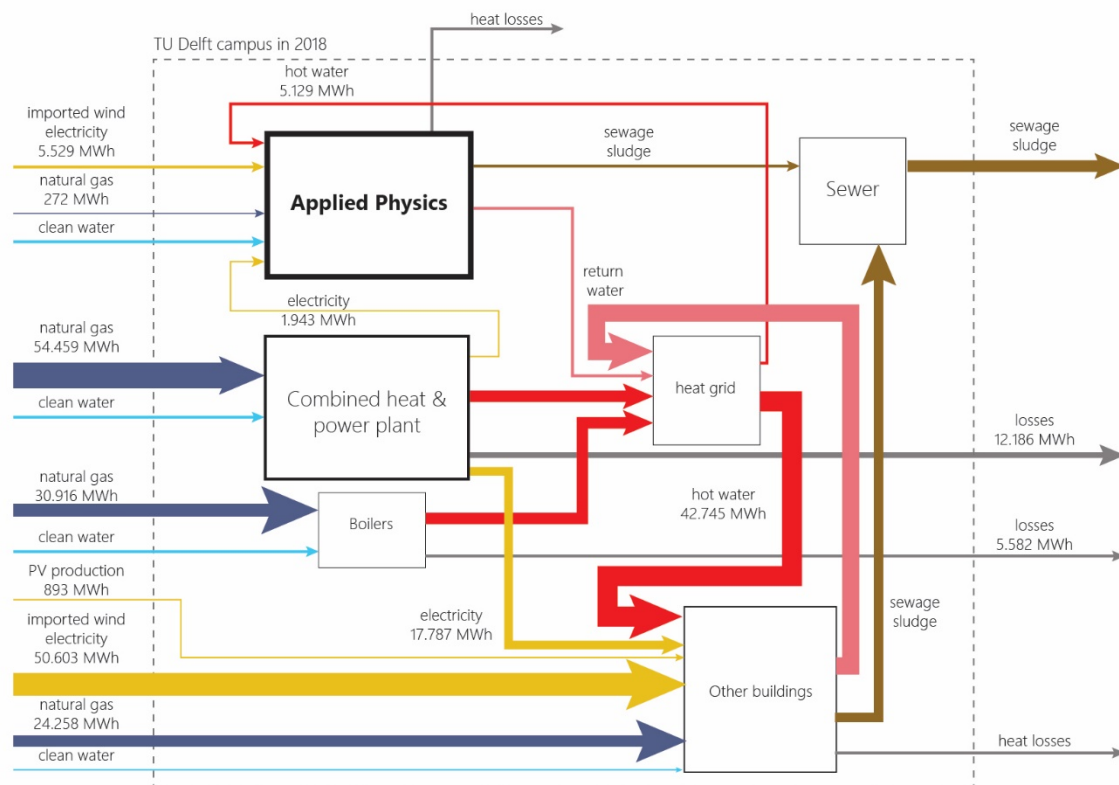 heat losses
TU Delft campus in 2018
hot water
5.129 MWh
imported wind
electricity
5.529 MWh
natural gas
272 MWh
clean water
Applied Physics
sewage
sludge
Sewer
sewage
sludge
return
water
electricity
1.943 MWh
natural gas
54.459 MWh
clean water
Combined heat &
power plant
heat grid
losses
12.186 MWh
natural gas
30.916 MWh
Boilers
hot water
42.745 MWh
clean water
losses
5.582 MWh
PV production
893 MWh
electricity
17.787 MWh
sewage
sludge
imported wind
electricity
50.603 MWh
Other buildings
natural gas
24.258 MWh
clean water
heat losses